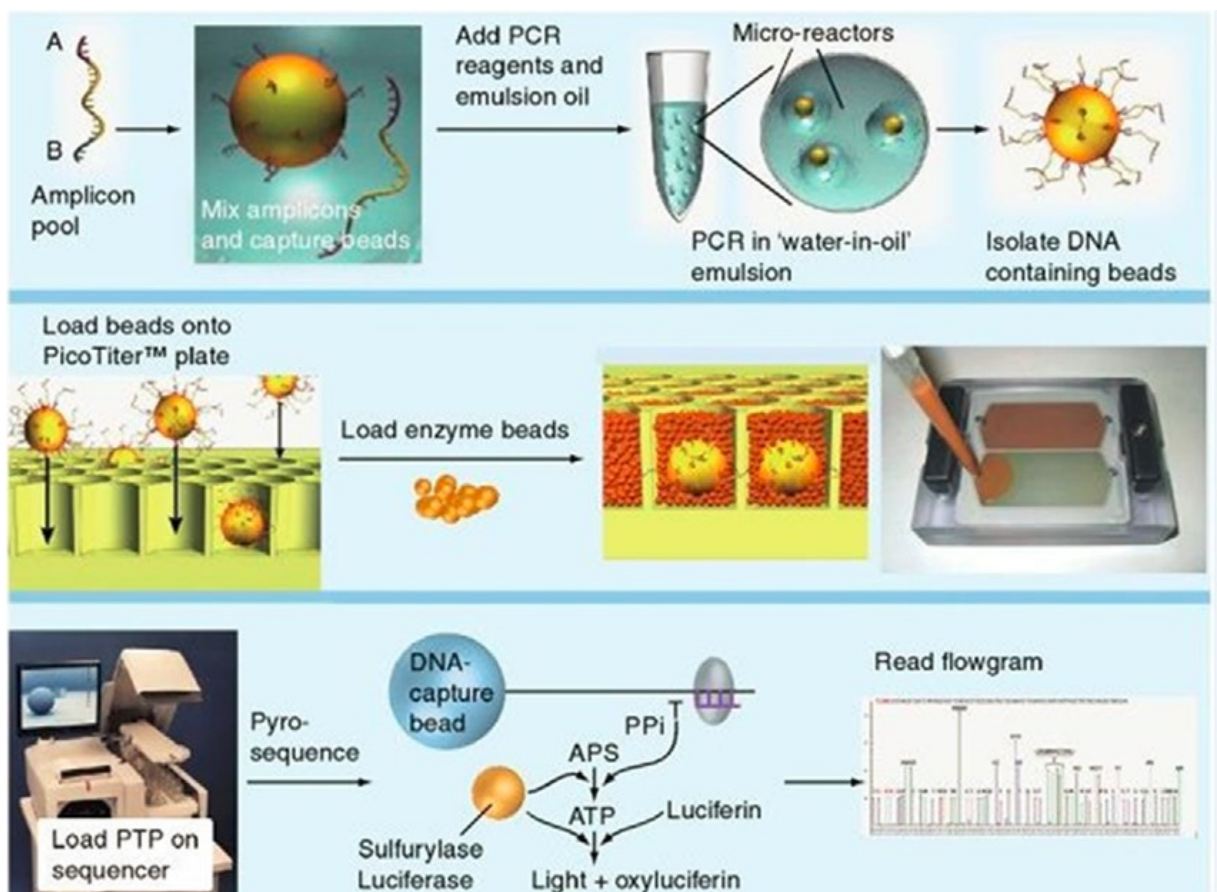 A
B
Amplicon
pool
Mix amplicons
and capture beads
Add PCR
reagents and
emulsion oil
Micro-reactors
PCR in ‘water-in-oil’
emulsion
Isolate DNA
containing beads
Load beads onto
PicoTiter™ plate
Load enzyme beads
Load PTP on
sequencer
Pyro-
sequence
DNA-
capture
bead
PPi
APS
ATP
Luciferin
Sulfurylase
Luciferase
Light + oxyluciferin
Read flowgram